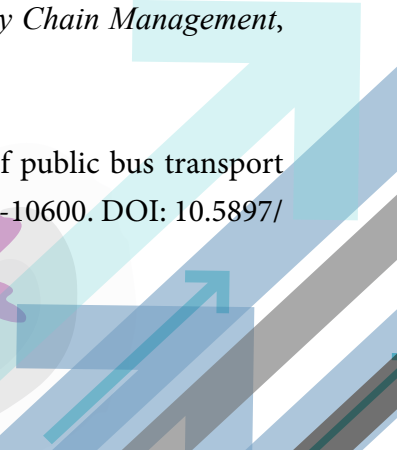 y Chain Management,
f public bus transport
-10600. DOI: 10.5897/